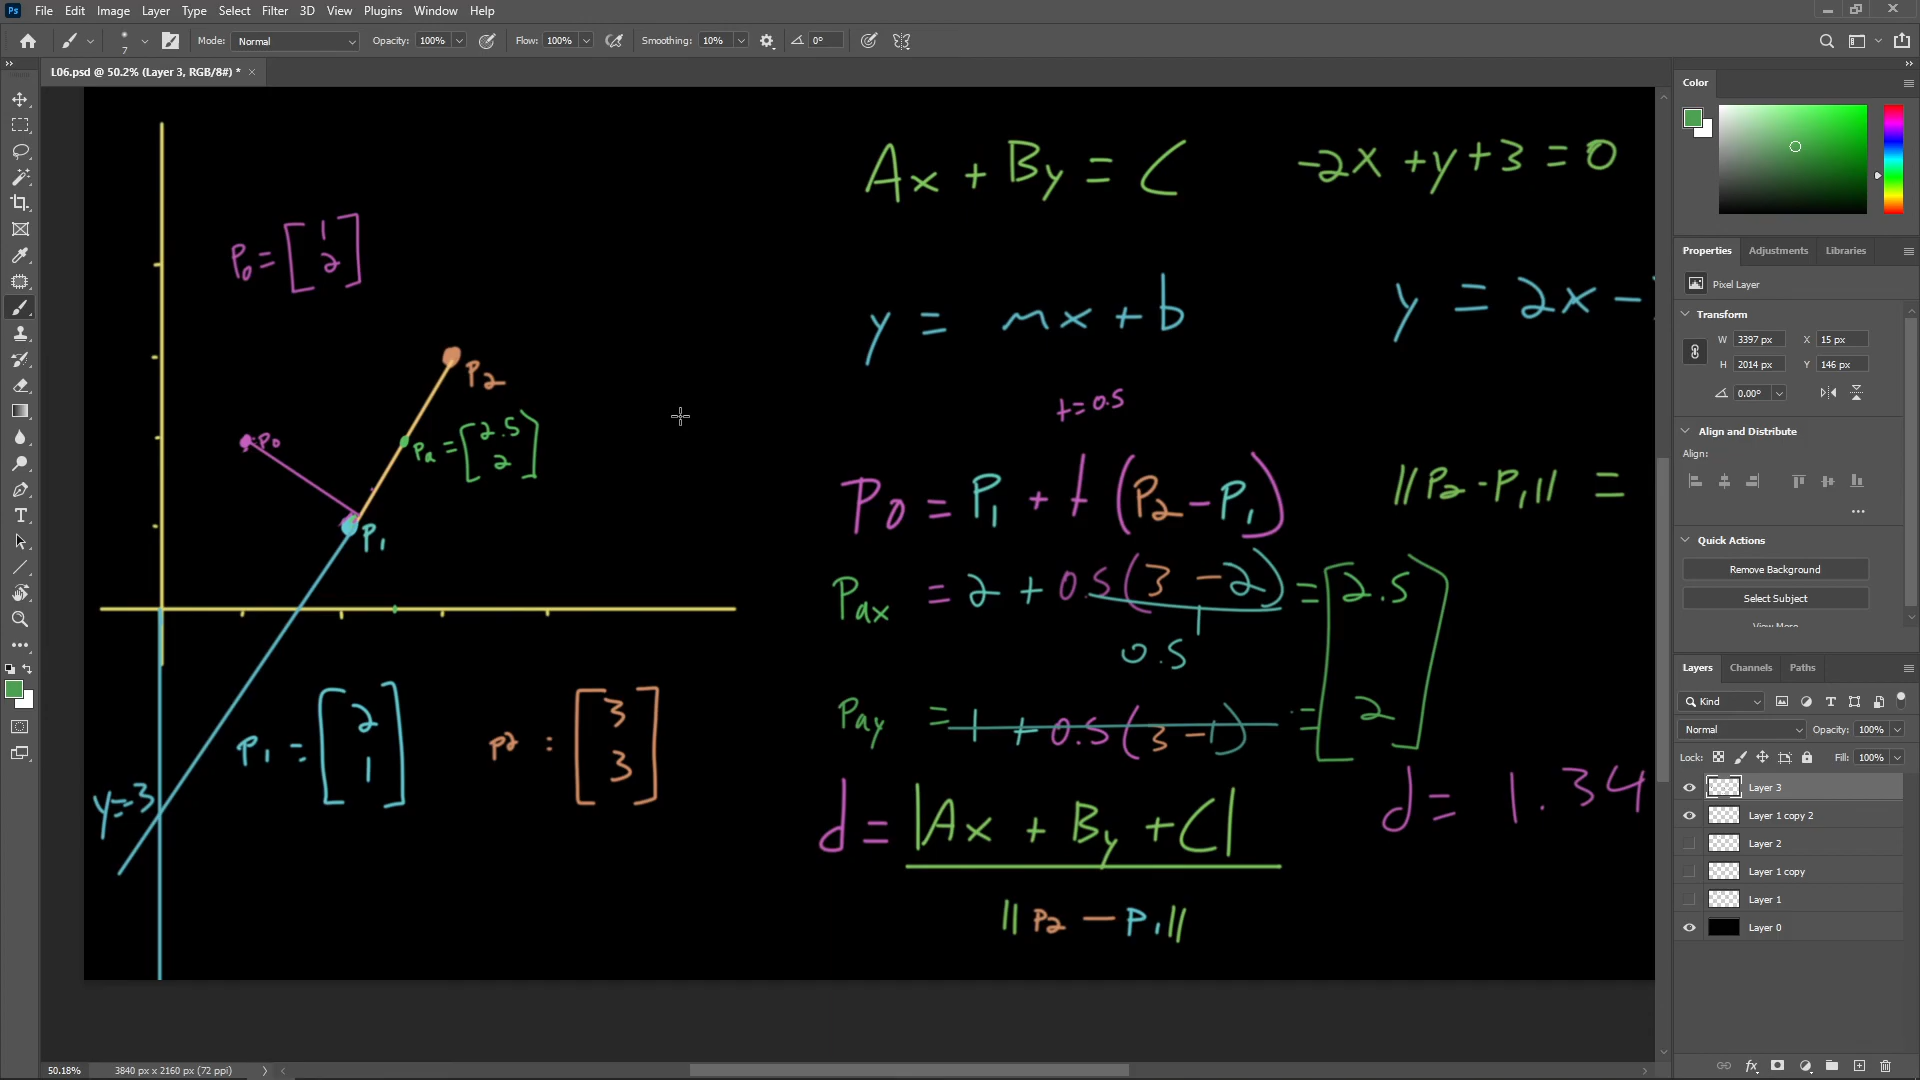 File Edit Image Layer Type Select Filter 3D View Plugins Window Help
7 Mode: Normal Opacity: 100% Flow: 100% Smoothing: 10% 0°
L06.psd @ 50.2% (Layer 3, RGB/8#) *
Ax + By = C
-2x + y + 3 = 0
P0 = [1 2]
y = mx + b
y = 2x -
P2
t = 0.5
P0
Pa = [2.5 2]
P0 = P1 + t (P2 - P1)
||P2 - P1|| =
P1
Pax = 2 + 0.5(3 - 2) = 2.5
0.5
Pay = 1 + 0.5(3 - 1) = 2
P1 = [2 1]
P2 = [3 3]
y=-3
d = |Ax + By + C|
||P2 - P1||
d = 1.34
Color
Properties Adjustments Libraries
Pixel Layer
Transform
W 3397 px X 15 px
H 2014 px Y 146 px
0.00°
Align and Distribute
Align:
Quick Actions
Remove Background
Select Subject
View More
Layers Channels Paths
Kind
Normal Opacity: 100%
Lock: Fill: 100%
Layer 3
Layer 1 copy 2
Layer 2
Layer 1 copy
Layer 1
Layer 0
50.18% 3840 px x 2160 px (72 ppi)